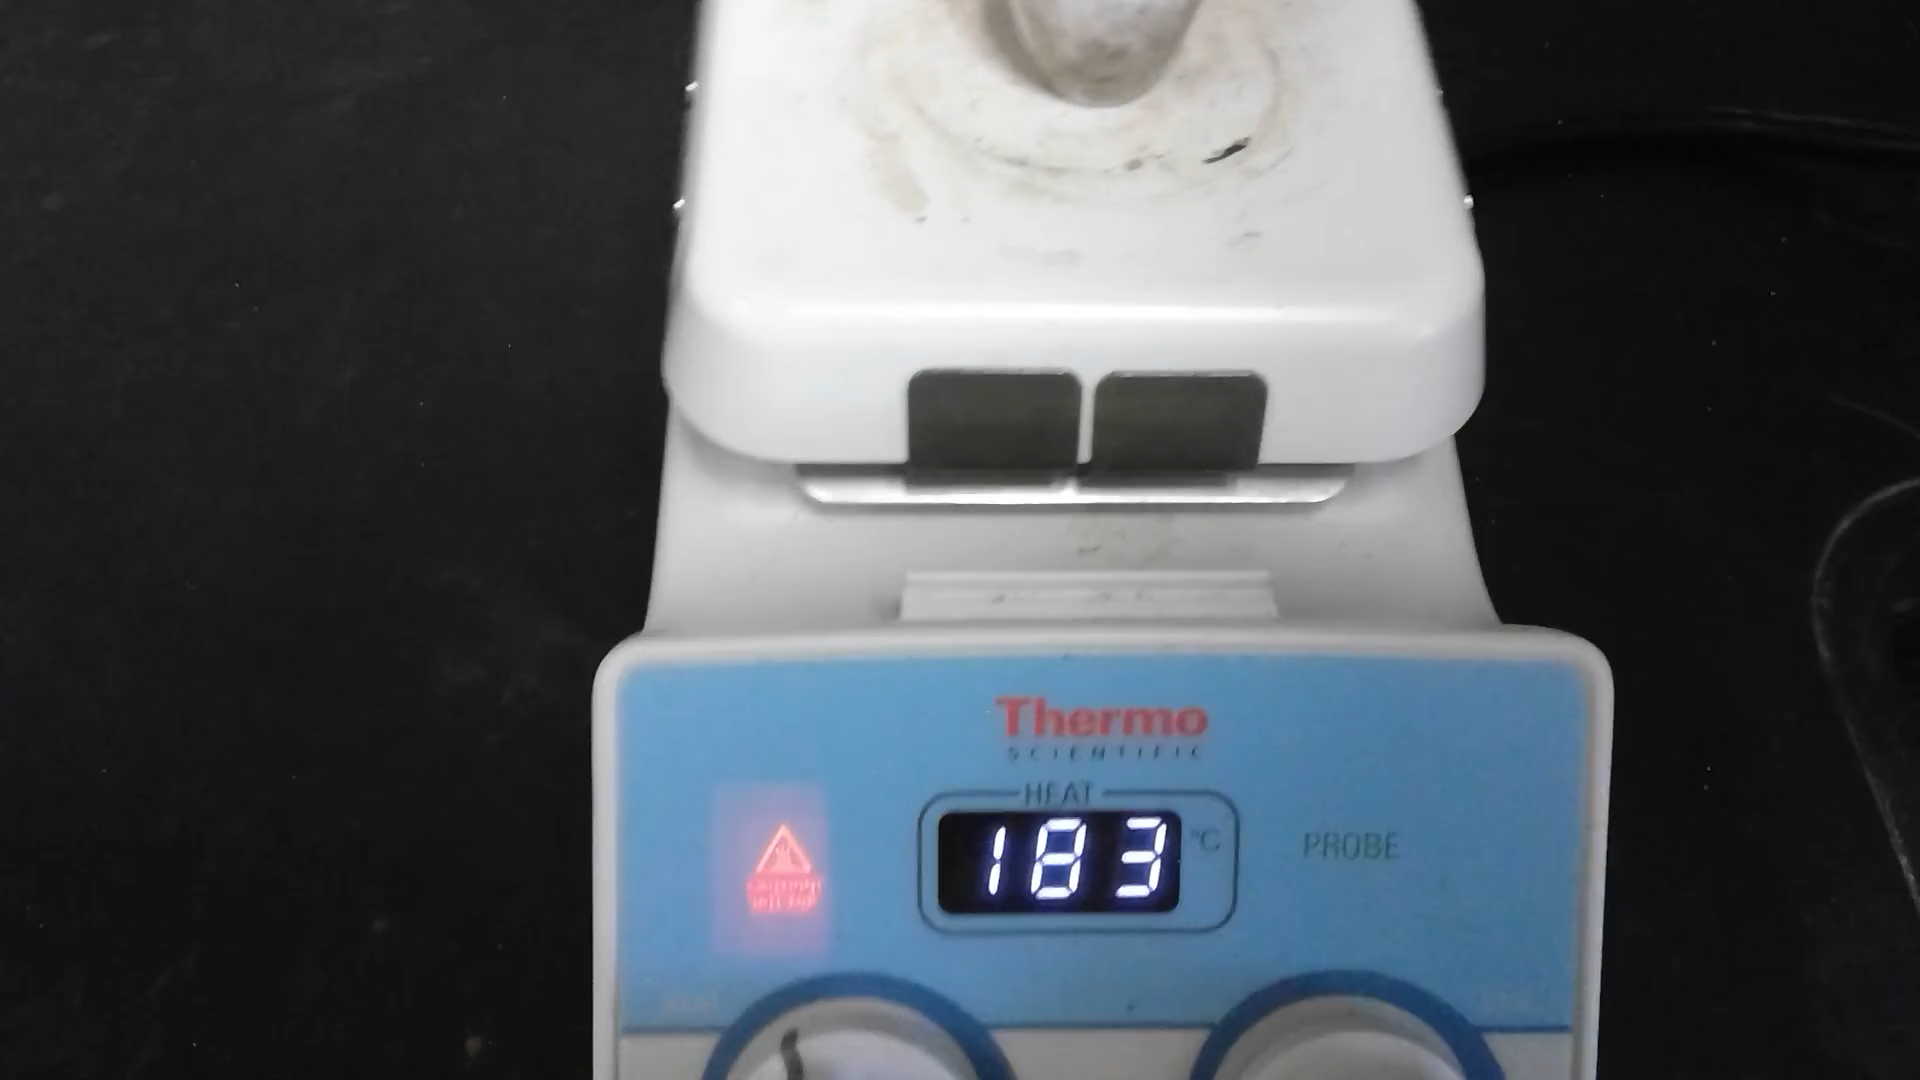 Thermo
SCIENTIFIC
HEAT
183 °C
PROBE